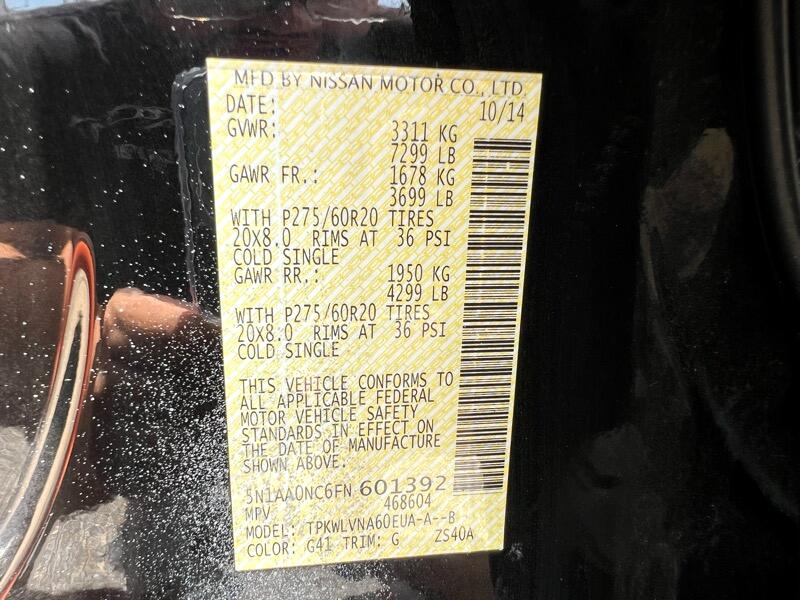 MFD BY NISSAN MOTOR CO., LTD.
DATE: 10/14
GVWR: 3311 KG
7299 LB
GAWR FR.: 1678 KG
3699 LB
WITH P275/60R20 TIRES
20X8.0 RIMS AT 36 PSI
COLD SINGLE
GAWR RR.: 1950 KG
4299 LB
WITH P275/60R20 TIRES
20X8.0 RIMS AT 36 PSI
COLD SINGLE
THIS VEHICLE CONFORMS TO
ALL APPLICABLE FEDERAL
MOTOR VEHICLE SAFETY
STANDARDS IN EFFECT ON
THE DATE OF MANUFACTURE
SHOWN ABOVE.
5N1AA0NC6FN 601392
MPV 468604
MODEL: TPKWLVNA60EUA-A--B
COLOR: G41 TRIM: G ZS40A